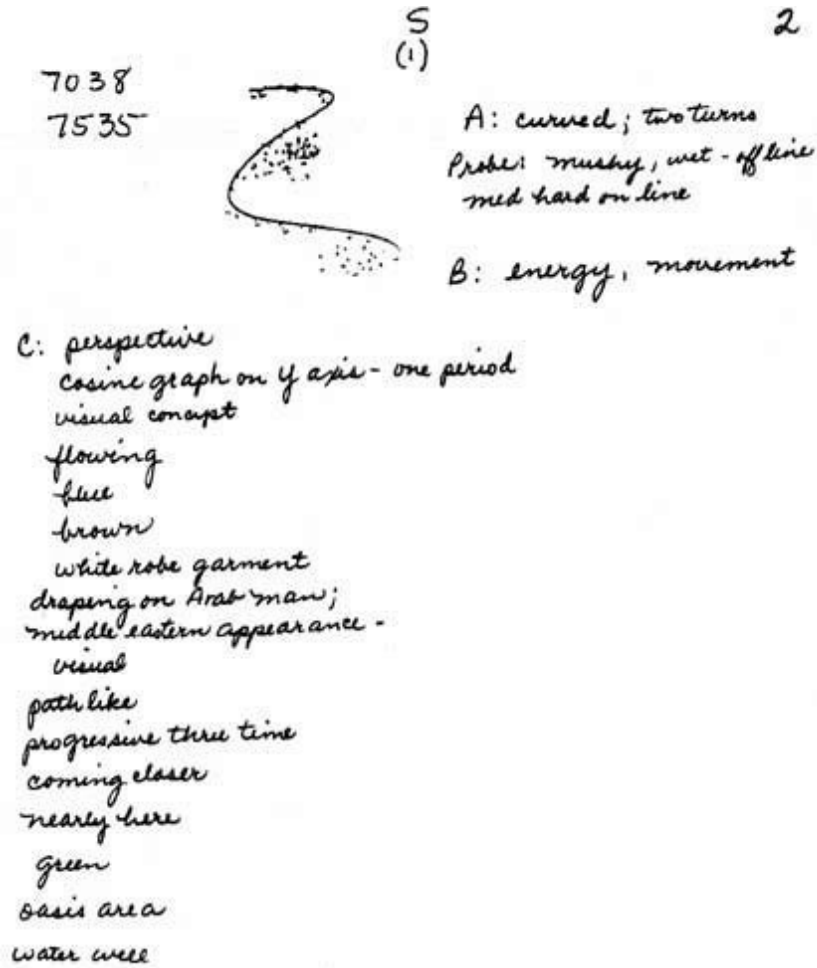 S 2
(1)
7038
7535
A: curved; two turns
Probe: mushy, wet - off line
med hard on line
B: energy, movement
C: perspective
cosine graph on y axis - one period
visual concept
flowing
blue
brown
white robe garment
draping on Arab man;
middle eastern appearance -
visual
path like
progressive thru time
coming closer
nearly here
green
oasis area
water well